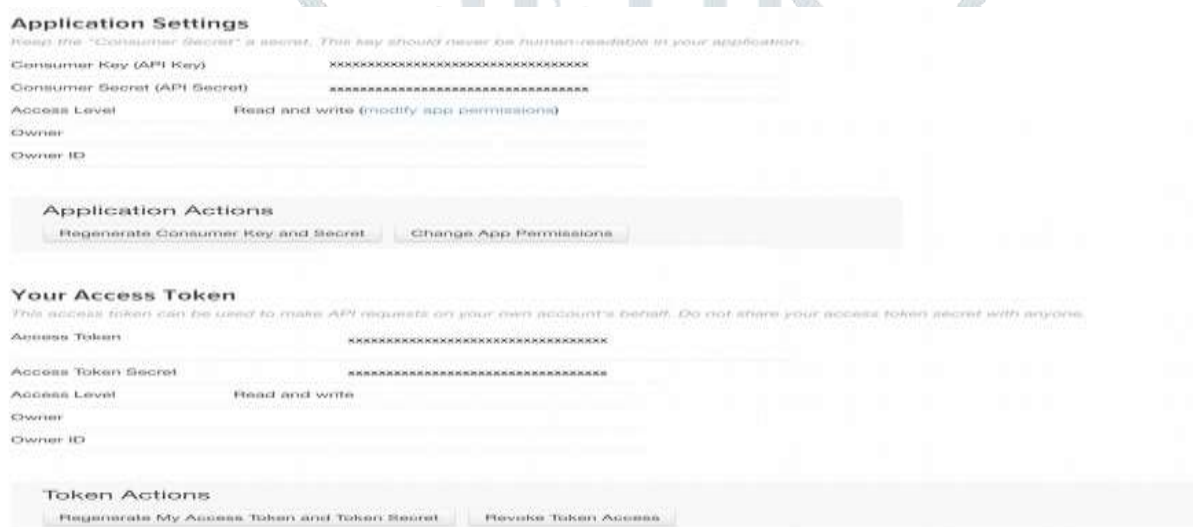 Application Settings
Keep the "Consumer Secret" a secret. This key should never be human-readable in your application.
Consumer Key (API Key) xxxxxxxxxxxxxxxxxxxxxxxxxxxxxxxxxx
Consumer Secret (API Secret) xxxxxxxxxxxxxxxxxxxxxxxxxxxxxxxxxx
Access Level Read and write (modify app permissions)
Owner
Owner ID
Application Actions
Regenerate Consumer Key and Secret Change App Permissions
Your Access Token
This access token can be used to make API requests on your own account's behalf. Do not share your access token secret with anyone.
Access Token xxxxxxxxxxxxxxxxxxxxxxxxxxxxxxxxxx
Access Token Secret xxxxxxxxxxxxxxxxxxxxxxxxxxxxxxxxxx
Access Level Read and write
Owner
Owner ID
Token Actions
Regenerate My Access Token and Token Secret Revoke Token Access